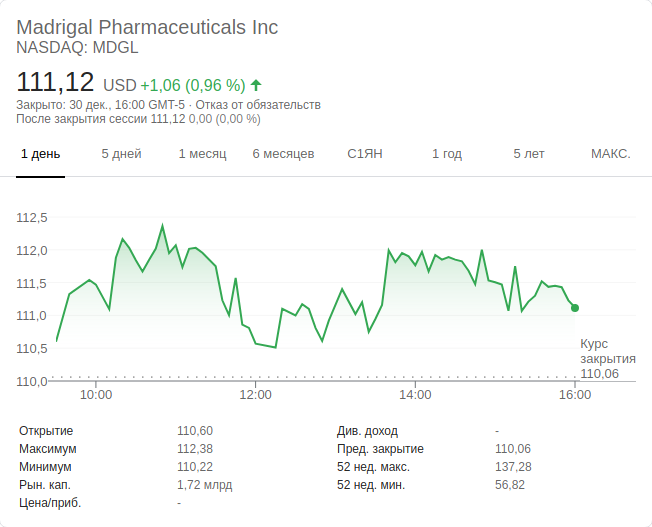 Madrigal Pharmaceuticals Inc
NASDAQ: MDGL
111,12 USD +1,06 (0,96 %)
Закрыто: 30 дек., 16:00 GMT-5 · Отказ от обязательств
После закрытия сессии 111,12 0,00 (0,00 %)
1 день 5 дней 1 месяц 6 месяцев С1ЯН 1 год 5 лет МАКС.
112,5
112,0
111,5
111,0
110,5
110,0
Курс
закрытия
110,06
10:00 12:00 14:00 16:00
Открытие 110,60 Див. доход -
Максимум 112,38 Пред. закрытие 110,06
Минимум 110,22 52 нед. макс. 137,28
Рын. кап. 1,72 млрд 52 нед. мин. 56,82
Цена/приб. -